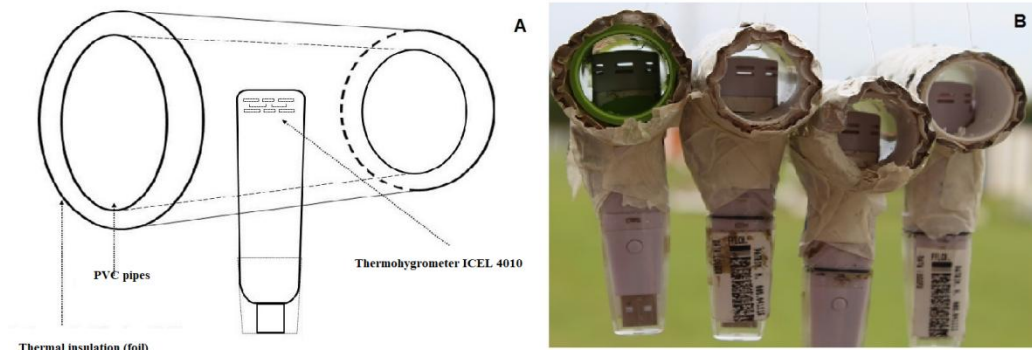 A
B
PVC pipes
Thermohygrometer ICEL 4010
Thermal insulation (foil)